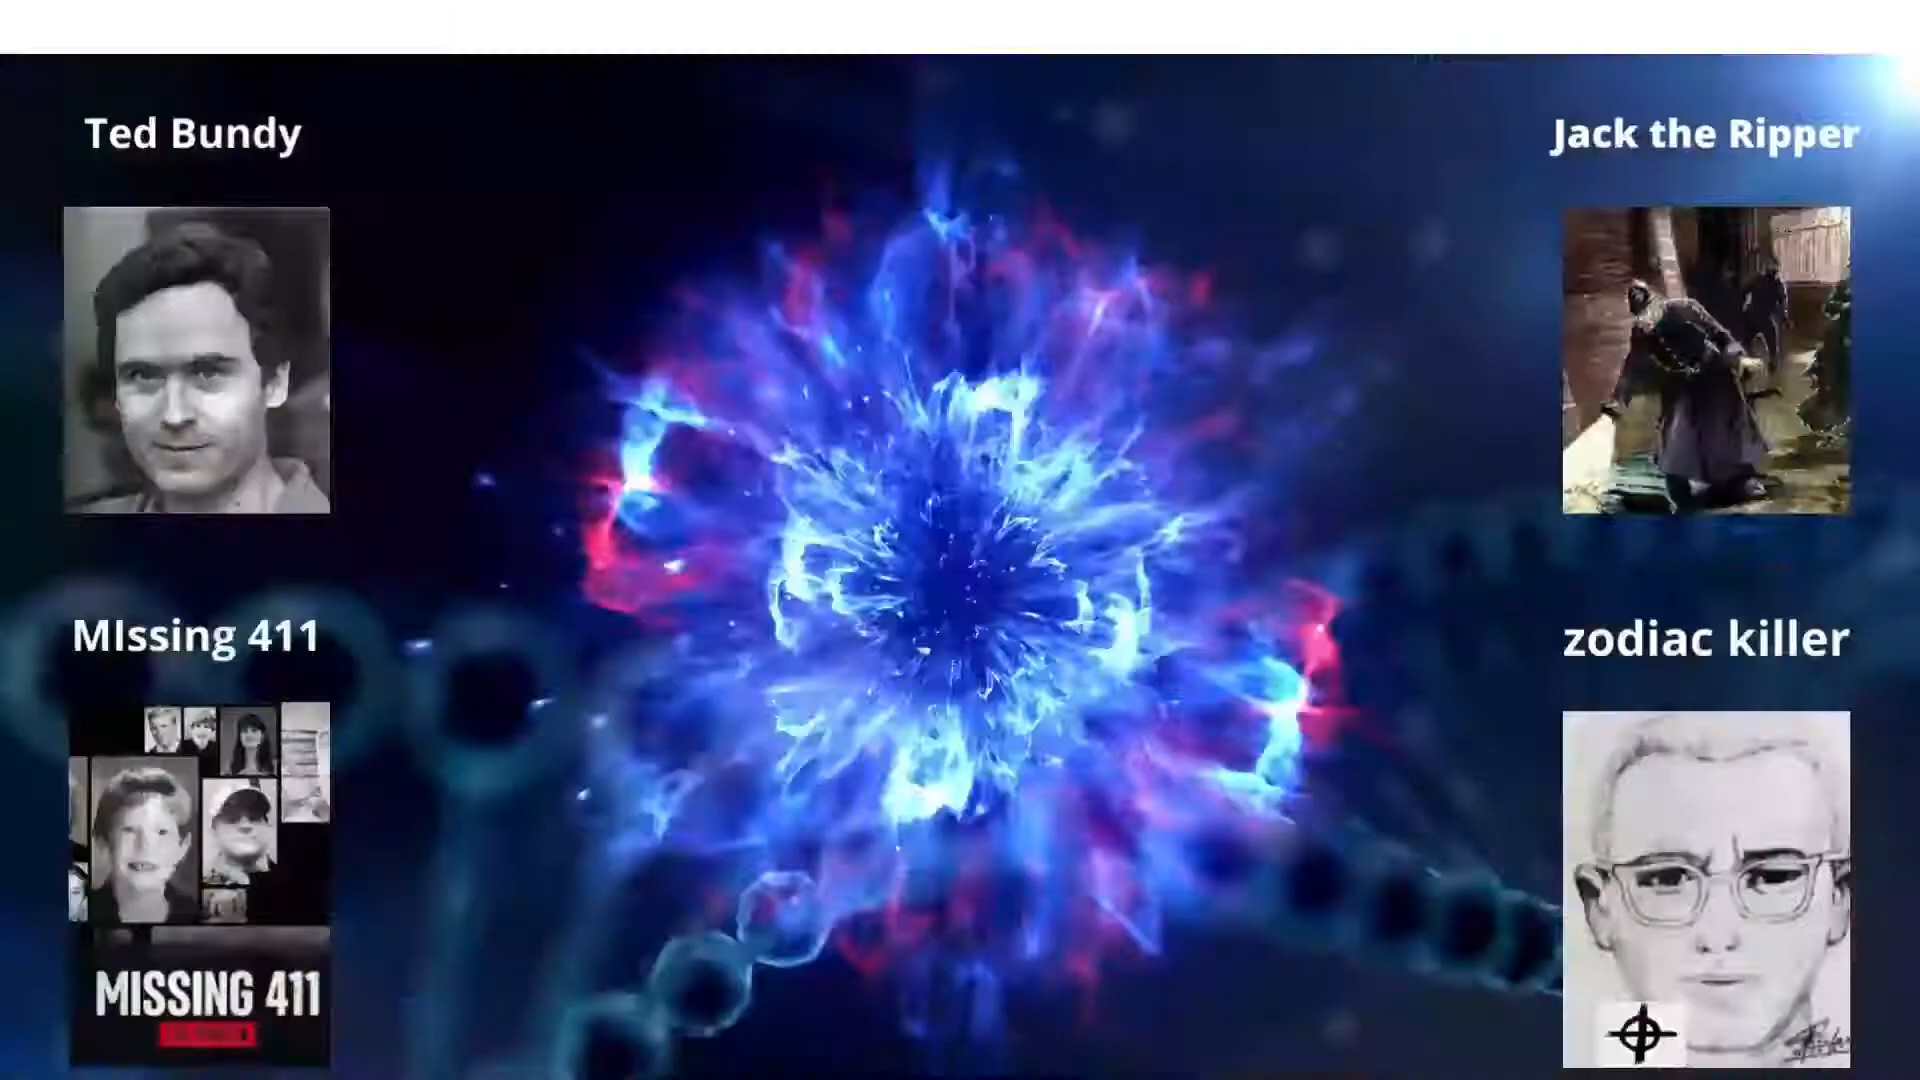 Ted Bundy
Jack the Ripper
MIssing 411
zodiac killer
MISSING 411